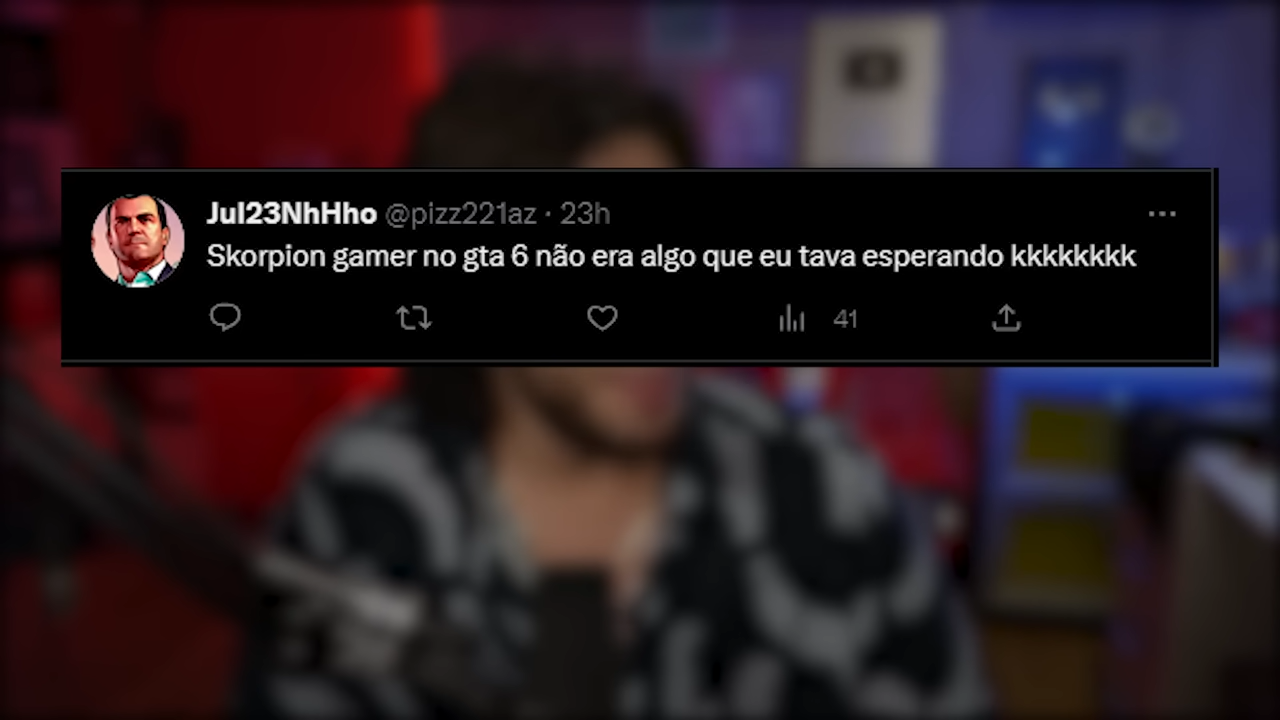 Jul23NhHho @pizz221az · 23h
Skorpion gamer no gta 6 não era algo que eu tava esperando kkkkkkkk
41